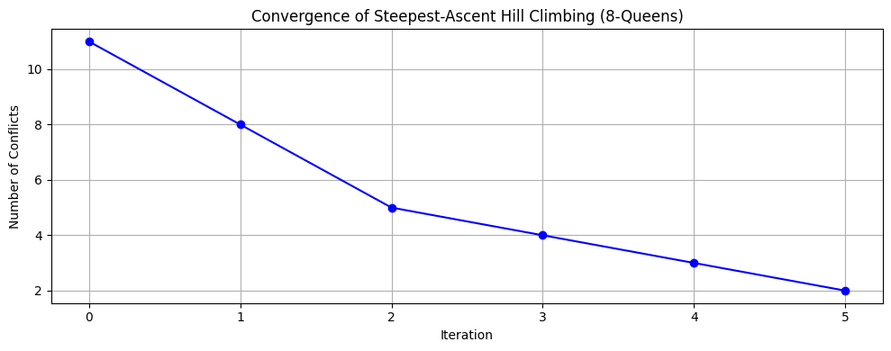 Convergence of Steepest-Ascent Hill Climbing (8-Queens)
Number of Conflicts
10
8
6
4
2
0 1 2 3 4 5
Iteration